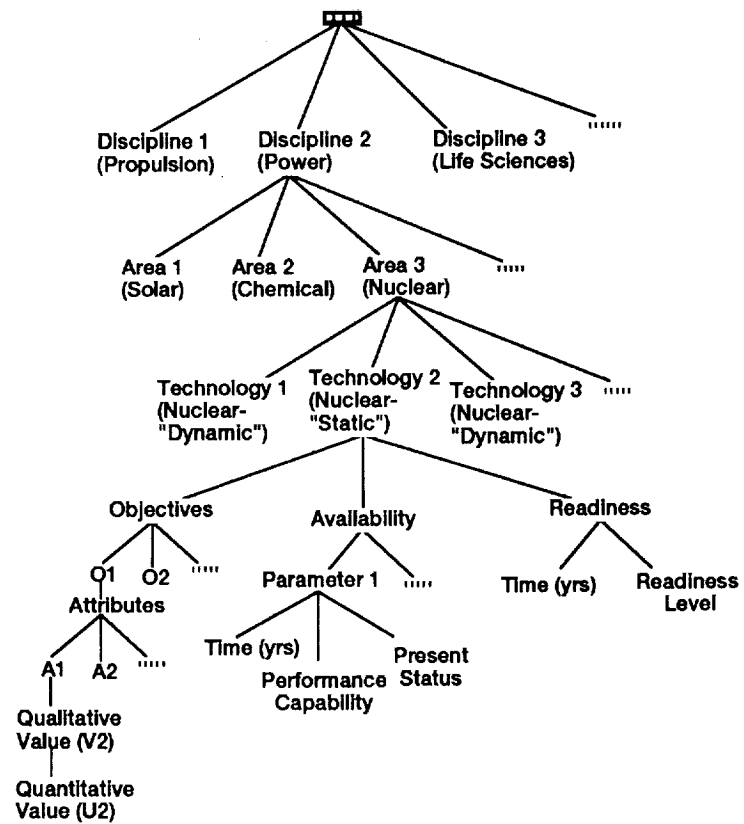 Discipline 1
(Propulsion)
Discipline 2
(Power)
Discipline 3
(Life Sciences)
......
Area 1
(Solar)
Area 2
(Chemical)
Area 3
(Nuclear)
.....
Technology 1
(Nuclear-
"Dynamic")
Technology 2
(Nuclear-
"Static")
Technology 3
(Nuclear-
"Dynamic")
.....
Objectives
Availability
Readiness
O1
O2
.....
Parameter 1
.....
Time (yrs)
Readiness
Level
Attributes
A1
A2
.....
Time (yrs)
Performance
Capability
Present
Status
Qualitative
Value (V2)
Quantitative
Value (U2)